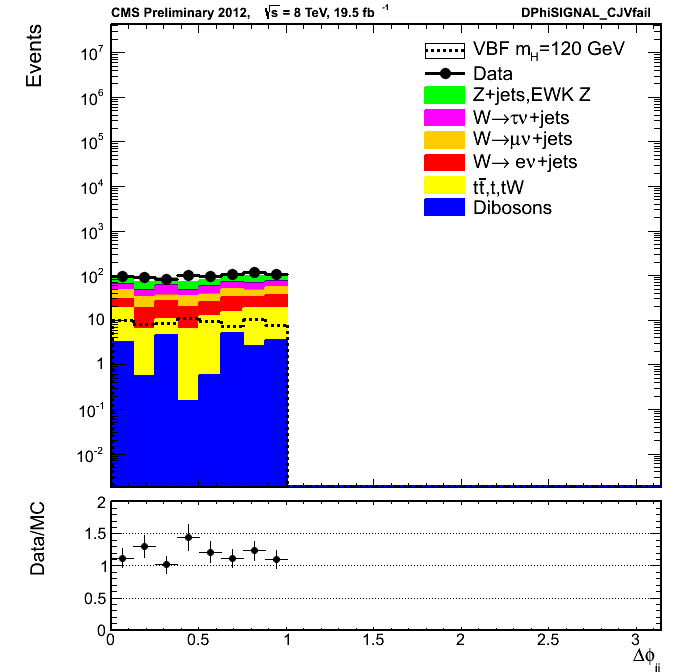 CMS Preliminary 2012, √s = 8 TeV, 19.5 fb⁻¹ DPhiSIGNAL_CJVfail
Events
10⁷
10⁶
10⁵
10⁴
10³
10²
10
1
10⁻¹
10⁻²
VBF m_H=120 GeV
Data
Z+jets,EWK Z
W→τν+jets
W→μν+jets
W→ eν+jets
tt̄,t,tW
Dibosons
Data/MC
2
1.5
1
0.5
0
0 0.5 1 1.5 2 2.5 3
Δϕ_jj